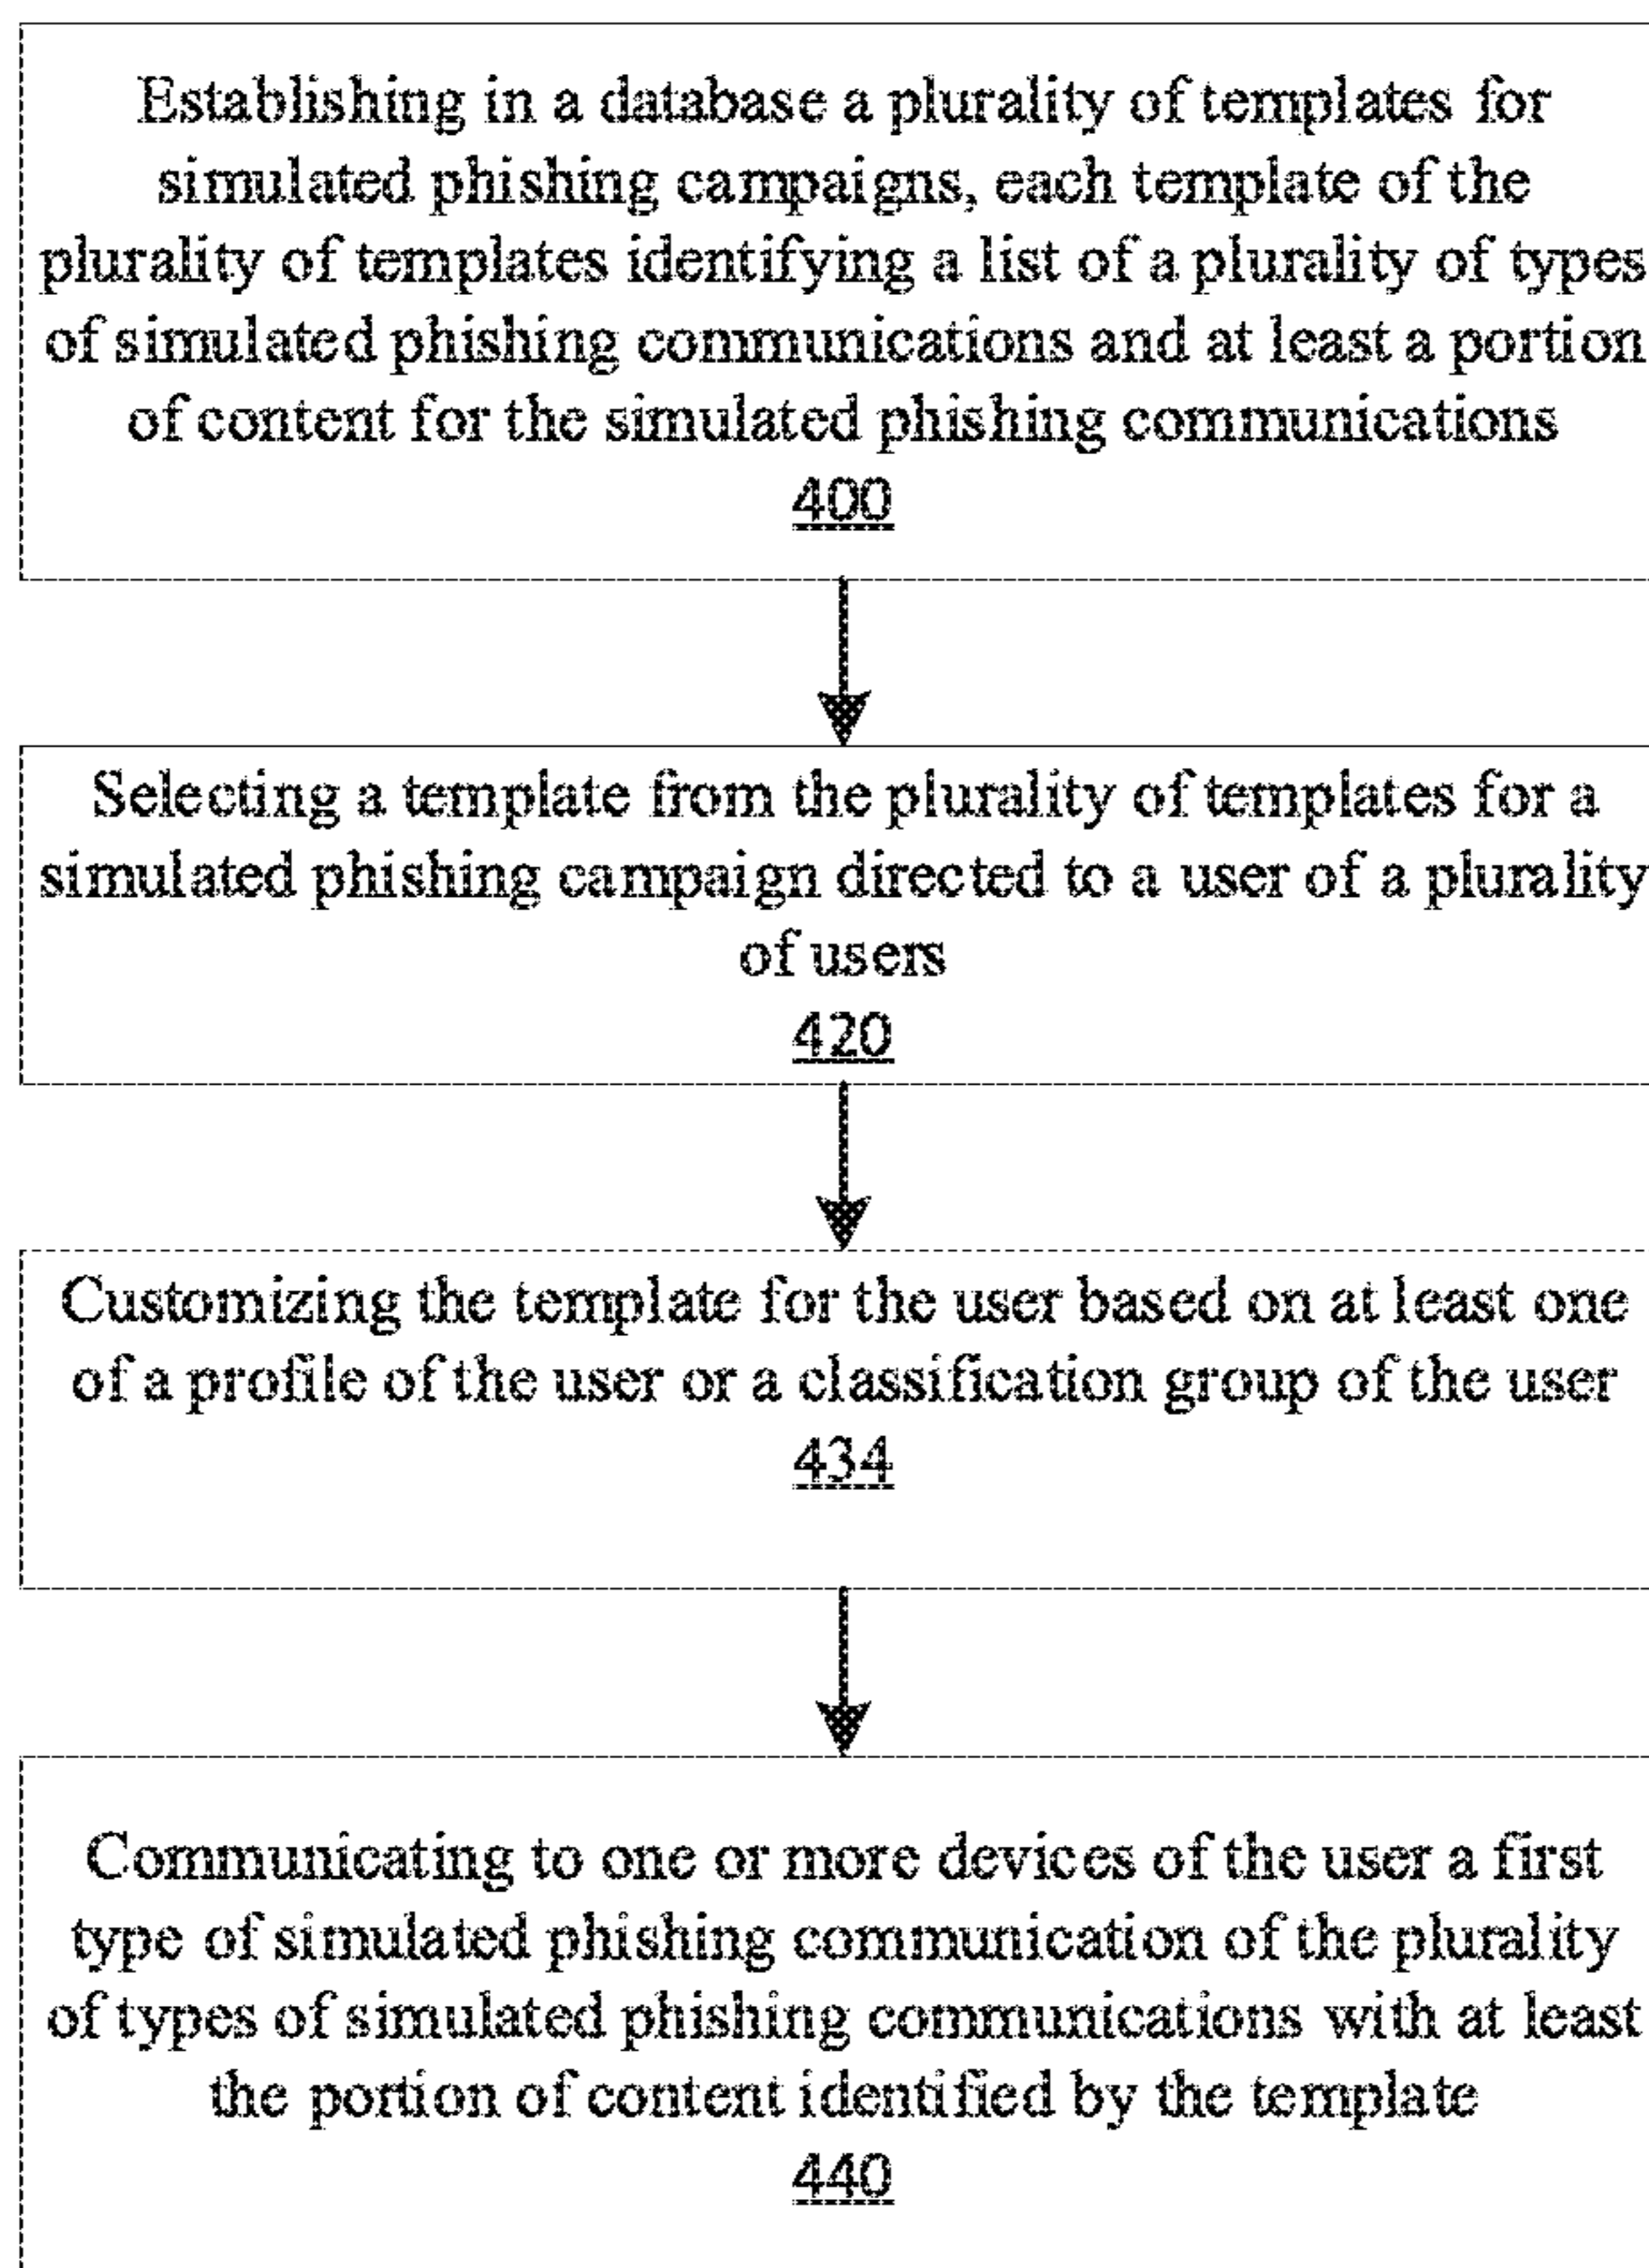 Establishing in a database a plurality of templates for
simulated phishing campaigns, each template of the
plurality of templates identifying a list of a plurality of types
of simulated phishing communications and at least a portion
of content for the simulated phishing communications
400
Selecting a template from the plurality of templates for a
simulated phishing campaign directed to a user of a plurality
of users
420
Customizing the template for the user based on at least one
of a profile of the user or a classification group of the user
434
Communicating to one or more devices of the user a first
type of simulated phishing communication of the plurality
of types of simulated phishing communications with at least
the portion of content identified by the template
440